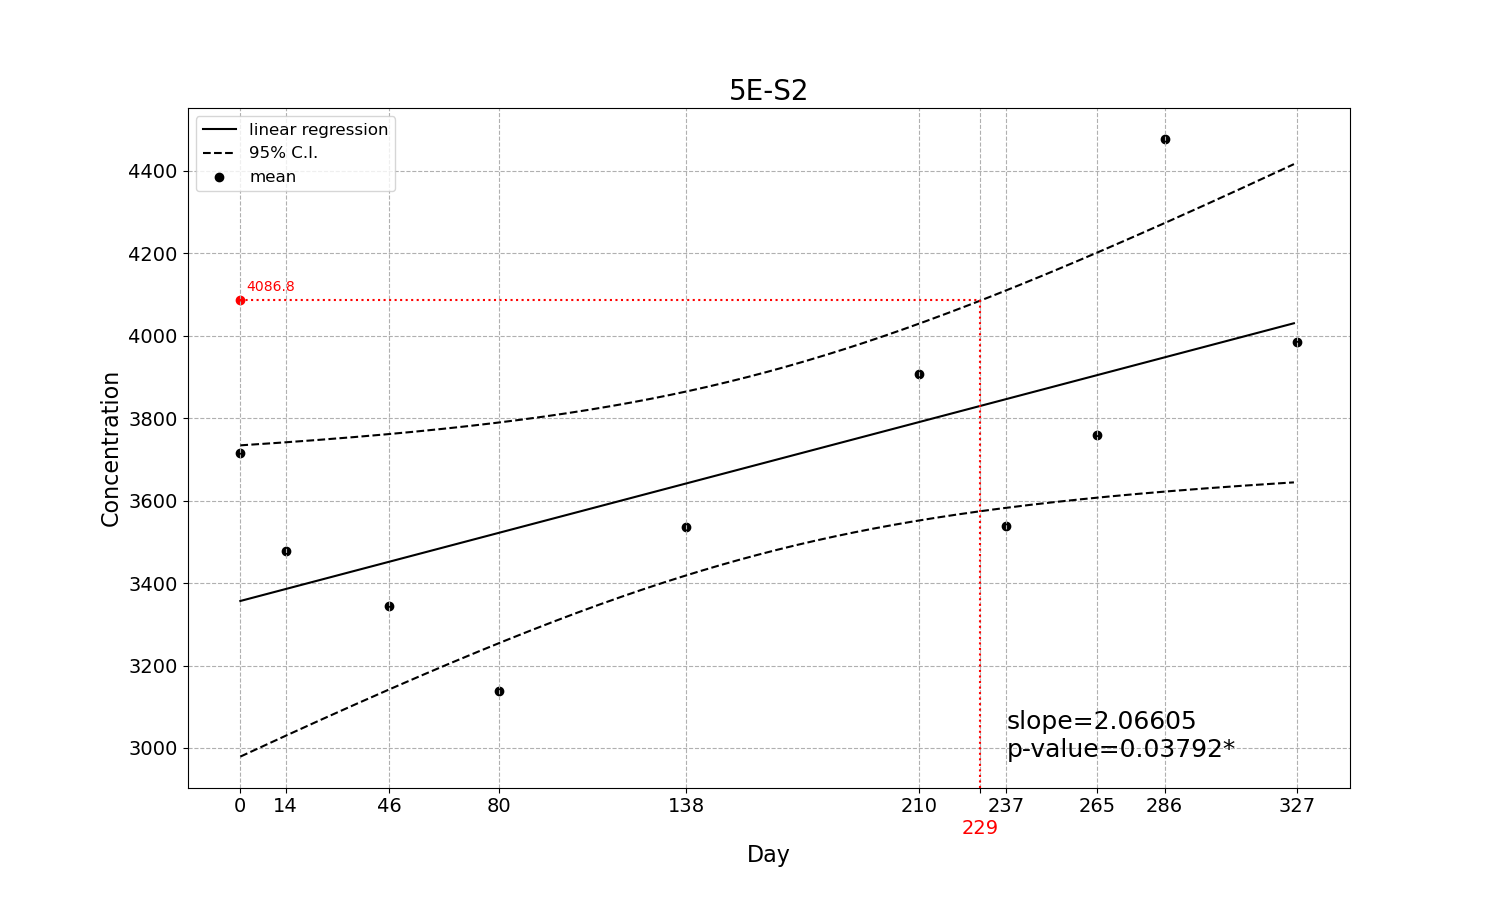 5E-S2
linear regression
95% C.I.
mean
4400
4200
4000
3800
3600
3400
3200
3000
Concentration
4086.8
slope=2.06605
p-value=0.03792*
0 14 46 80 138 210 237 265 286 327
229
Day